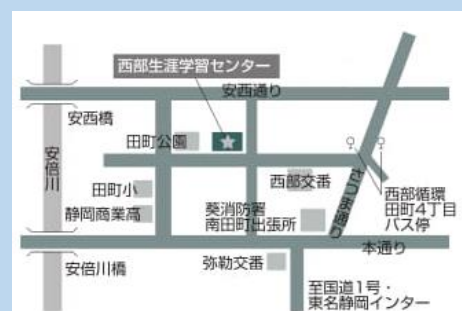 西部生涯学習センター
安西通り
安西橋
田町公園
安倍川
西部交番
田町小
さつま通り
西部循環
田町4丁目
バス停
静岡商業高
葵消防署
南田町出張所
本通り
安倍川橋
弥勒交番
至国道1号・
東名静岡インター